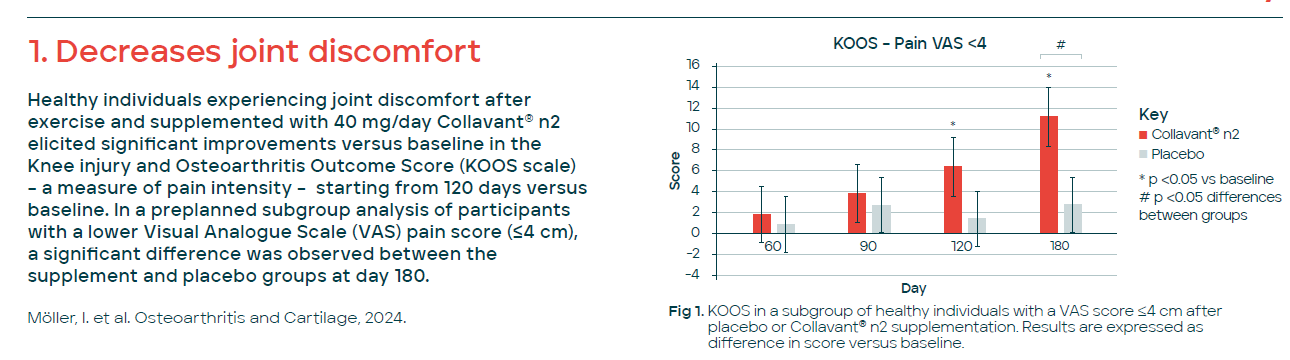 1. Decreases joint discomfort
Healthy individuals experiencing joint discomfort after
exercise and supplemented with 40 mg/day Collavant® n2
elicited significant improvements versus baseline in the
Knee injury and Osteoarthritis Outcome Score (KOOS scale)
– a measure of pain intensity – starting from 120 days versus
baseline. In a preplanned subgroup analysis of participants
with a lower Visual Analogue Scale (VAS) pain score (≤4 cm),
a significant difference was observed between the
supplement and placebo groups at day 180.
Möller, I. et al. Osteoarthritis and Cartilage, 2024.
KOOS – Pain VAS <4
#
*
*
16
14
12
10
8
6
4
2
0
-2
-4
Score
60 90 120 180
Day
Key
Collavant® n2
Placebo
* p <0.05 vs baseline
# p <0.05 differences
between groups
Fig 1. KOOS in a subgroup of healthy individuals with a VAS score ≤4 cm after
placebo or Collavant® n2 supplementation. Results are expressed as
difference in score versus baseline.